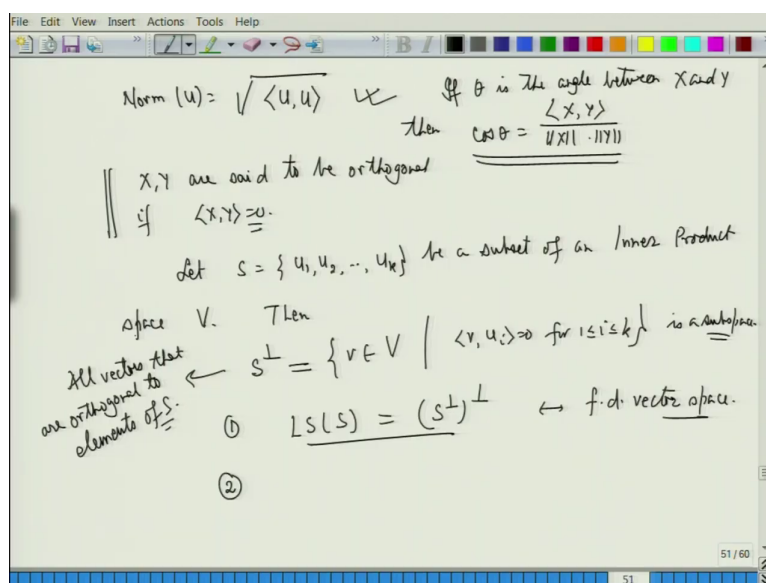 File Edit View Insert Actions Tools Help
Norm (u) = √⟨u,u⟩
If θ is the angle between X and Y
then cos θ = ⟨X,Y⟩ / ||X|| · ||Y||
X,Y are said to be orthogonal
if ⟨X,Y⟩ = 0.
Let S = { u₁, u₂, .., uₖ} be a subset of an Inner Product
space V. Then
S^⊥ = { v ∈ V | ⟨v, uᵢ⟩=0 for 1≤i≤k} is a subspace.
All vectors that
are orthogonal to
elements of S.
① LS(S) = (S^⊥)^⊥ ↔ f.d. vector space.
②
51 / 60
51